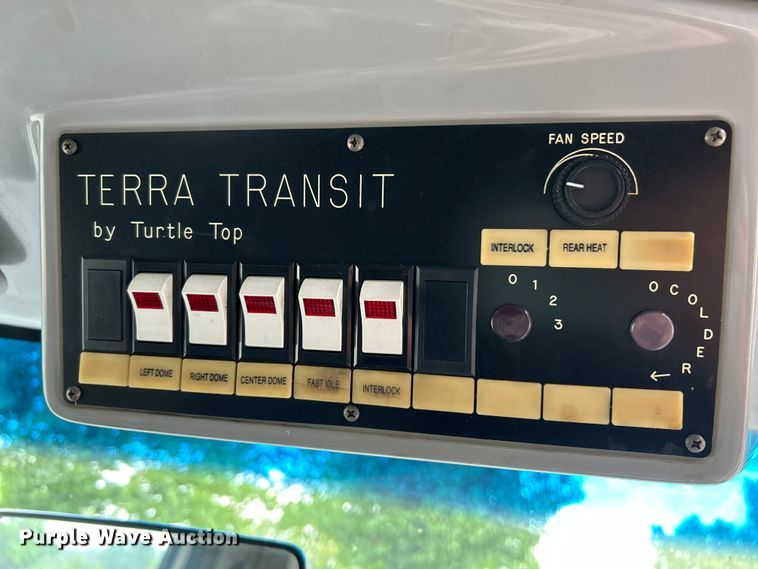 FAN SPEED
TERRA TRANSIT
by Turtle Top
INTERLOCK
REAR HEAT
0 1 2 3
0 COLDER
LEFT DOME
RIGHT DOME
CENTER DOME
FAST IDLE
INTERLOCK
Purple Wave Auction